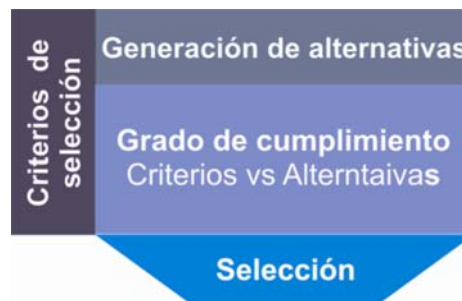 Criterios de
selección
Generación de alternativas
Grado de cumplimiento
Criterios vs Alterntaivas
Selección